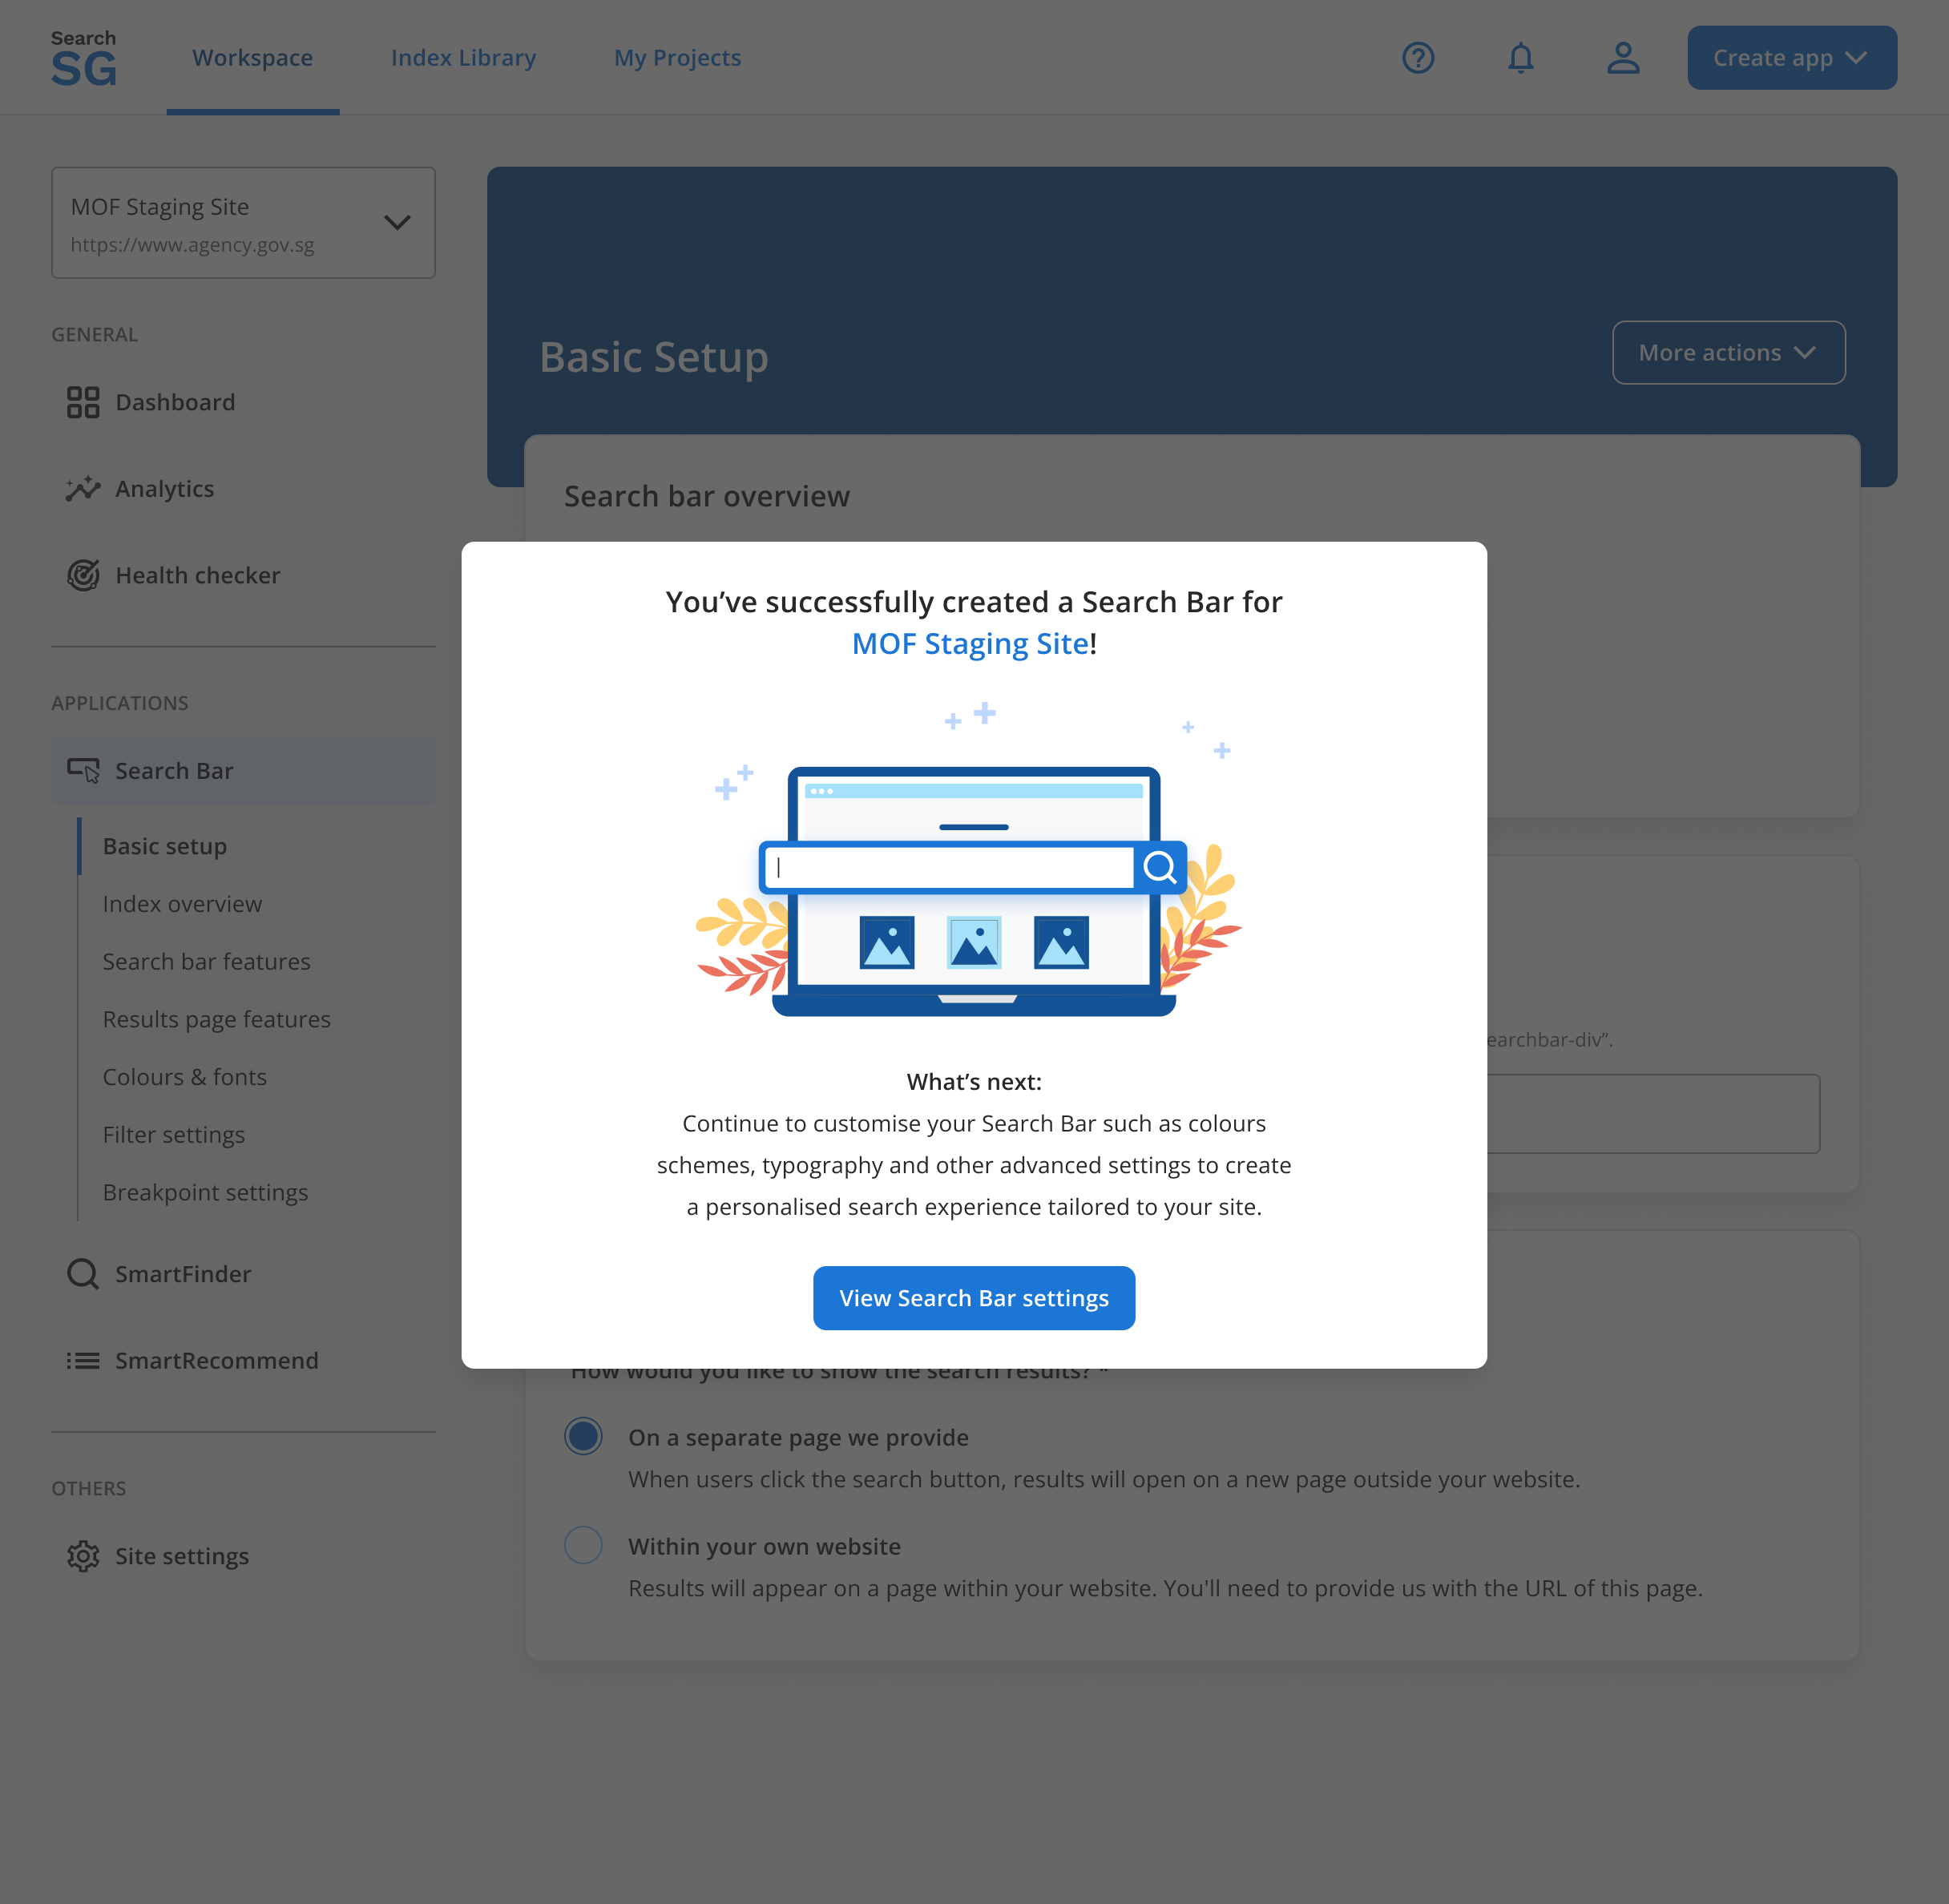 Search
SG
Workspace
Index Library
My Projects
Create app
MOF Staging Site
https://www.agency.gov.sg
GENERAL
Dashboard
Analytics
Health checker
APPLICATIONS
Search Bar
Basic setup
Index overview
Search bar features
Results page features
Colours & fonts
Filter settings
Breakpoint settings
SmartFinder
SmartRecommend
OTHERS
Site settings
Basic Setup
More actions
Search bar overview
You’ve successfully created a Search Bar for
MOF Staging Site!
What’s next:
Continue to customise your Search Bar such as colours
schemes, typography and other advanced settings to create
a personalised search experience tailored to your site.
View Search Bar settings
earchbar-div”.
How would you like to show the search results? *
On a separate page we provide
When users click the search button, results will open on a new page outside your website.
Within your own website
Results will appear on a page within your website. You'll need to provide us with the URL of this page.